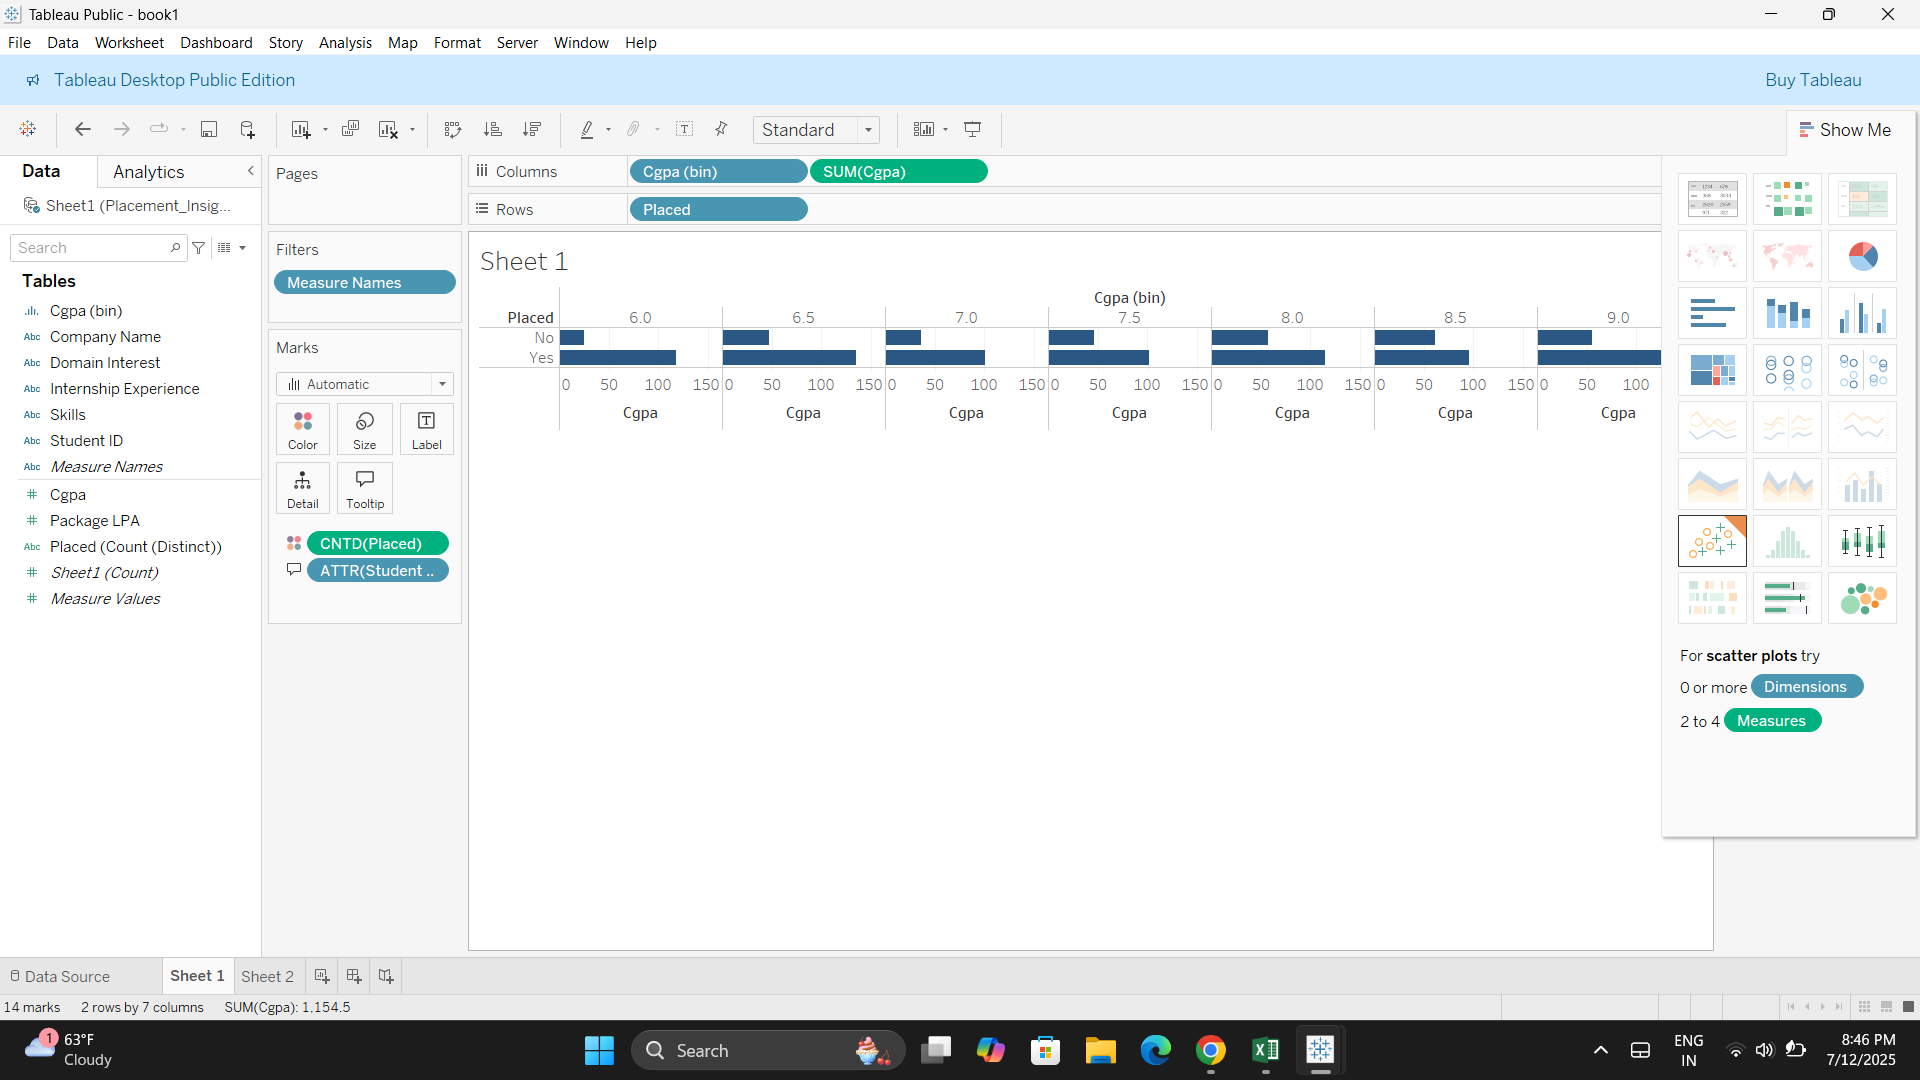 Tableau Public - book1
File Data Worksheet Dashboard Story Analysis Map Format Server Window Help
Tableau Desktop Public Edition
Buy Tableau
Standard
Show Me
Data Analytics
Sheet1 (Placement_Insig...
Search
Tables
Cgpa (bin)
Abc Company Name
Abc Domain Interest
Abc Internship Experience
Abc Skills
Abc Student ID
Abc Measure Names
# Cgpa
# Package LPA
Abc Placed (Count (Distinct))
# Sheet1 (Count)
# Measure Values
Pages
Filters
Measure Names
Marks
Automatic
Color Size Label
Detail Tooltip
CNTD(Placed)
ATTR(Student ..
Columns Cgpa (bin) SUM(Cgpa)
Rows Placed
Sheet 1
Cgpa (bin)
Placed 6.0 6.5 7.0 7.5 8.0 8.5 9.0
No
Yes
0 50 100 150 0 50 100 150 0 50 100 150 0 50 100 150 0 50 100 150 0 50 100 150 0 50 100
Cgpa Cgpa Cgpa Cgpa Cgpa Cgpa Cgpa
For scatter plots try
0 or more Dimensions
2 to 4 Measures
Data Source Sheet 1 Sheet 2
14 marks 2 rows by 7 columns SUM(Cgpa): 1,154.5
1
63°F
Cloudy
Search
ENG
IN
8:46 PM
7/12/2025